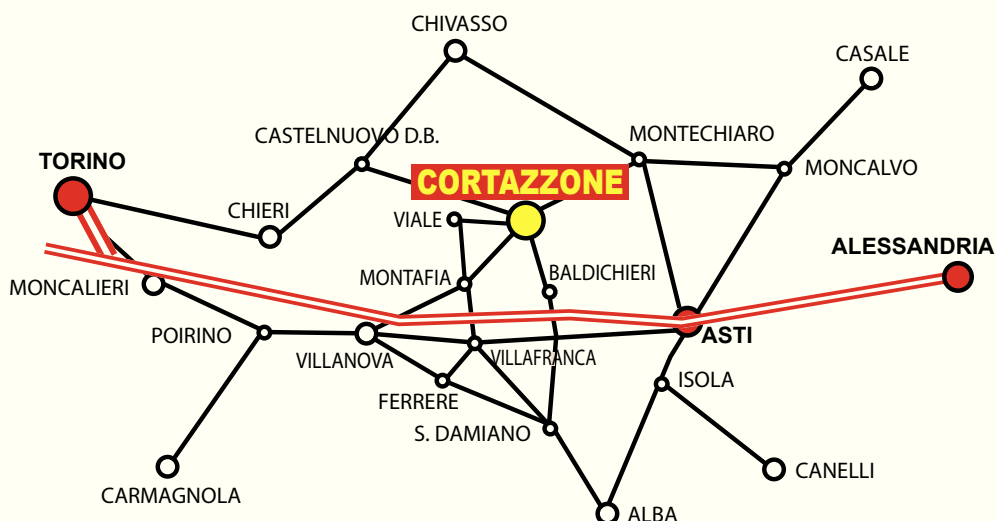 CHIVASSO
CASALE
CASTELNUOVO D.B.
MONTECHIARO
TORINO
MONCALVO
CORTAZZONE
CHIERI
VIALE
ALESSANDRIA
BALDICHIERI
MONTAFIA
MONCALIERI
POIRINO
ASTI
VILLANOVA
VILLAFRANCA
ISOLA
FERRERE
S. DAMIANO
CANELLI
CARMAGNOLA
ALBA